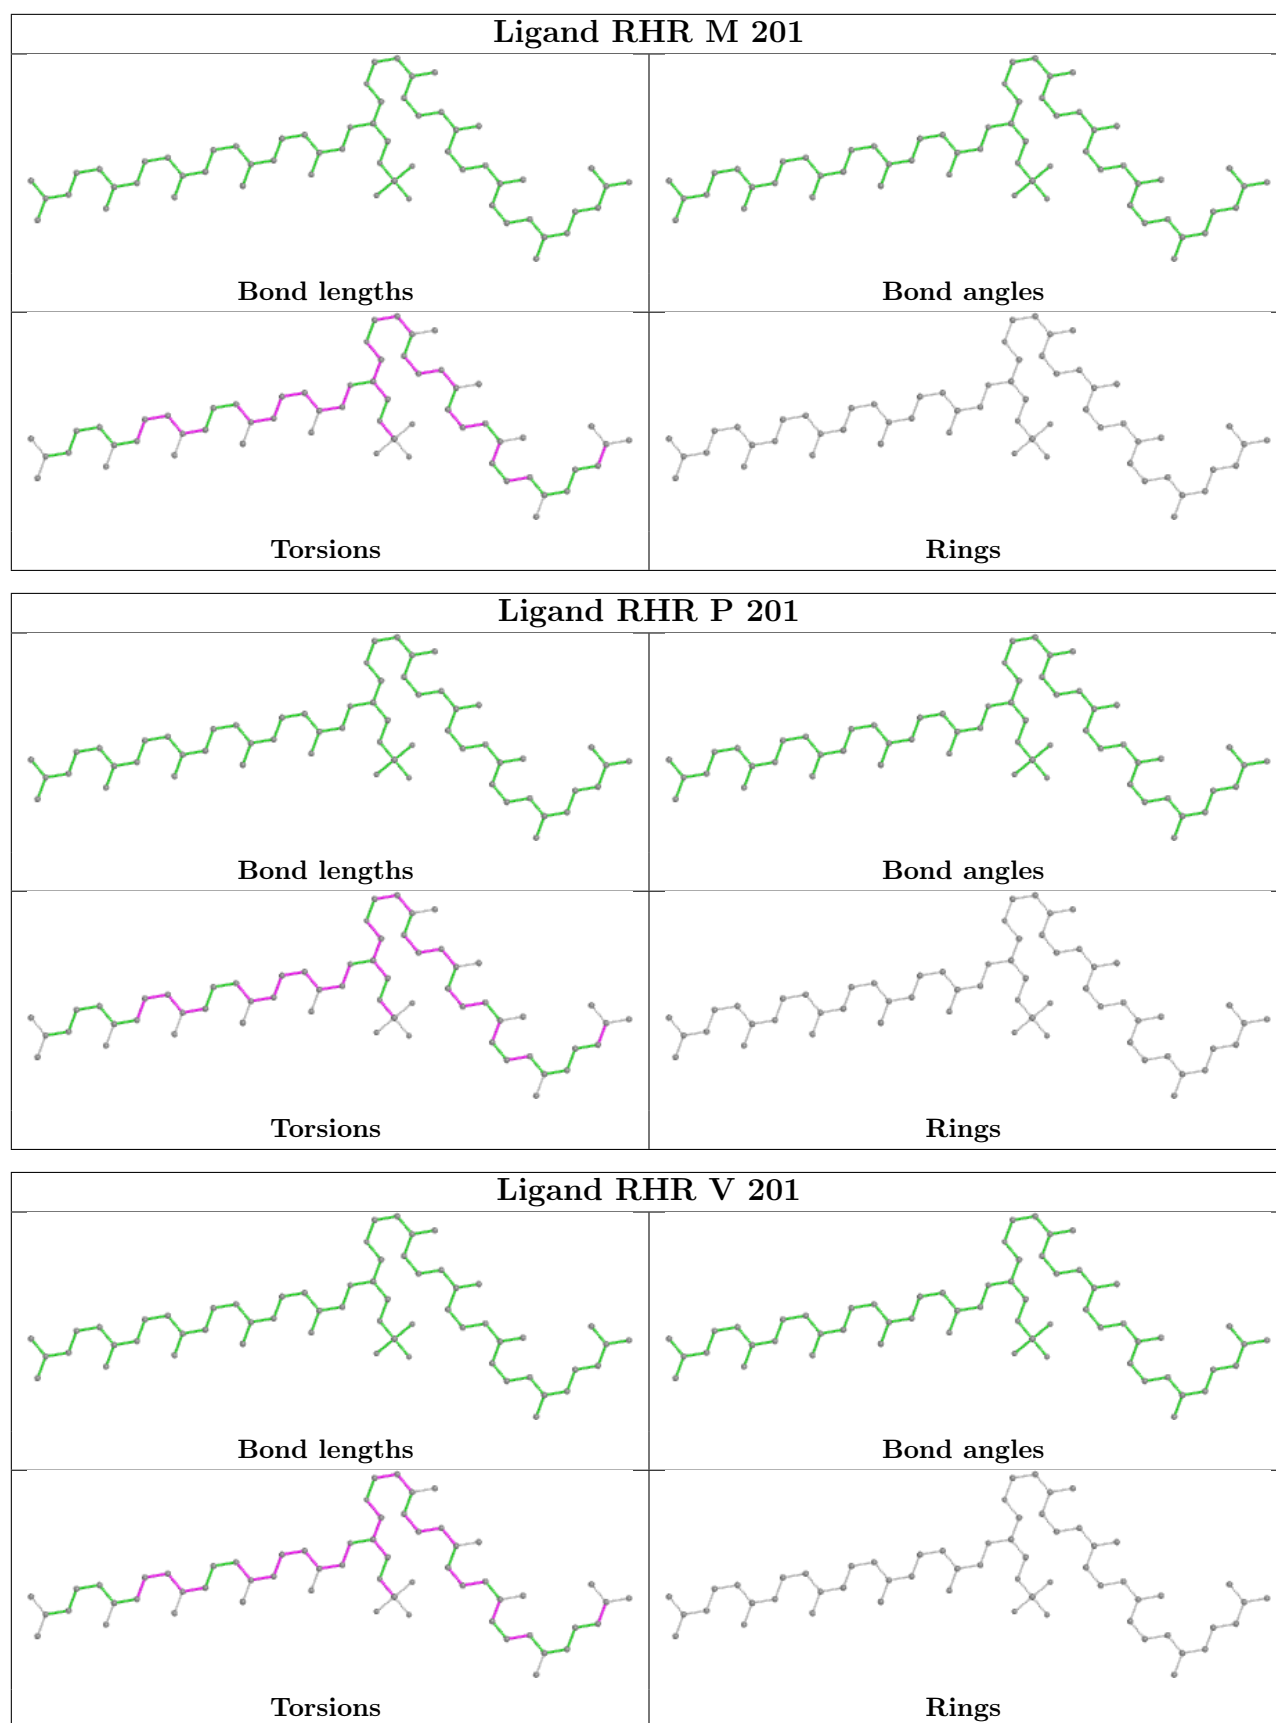 Ligand RHR M 201
Bond lengths
Bond angles
Torsions
Rings
Ligand RHR P 201
Bond lengths
Bond angles
Torsions
Rings
Ligand RHR V 201
Bond lengths
Bond angles
Torsions
Rings